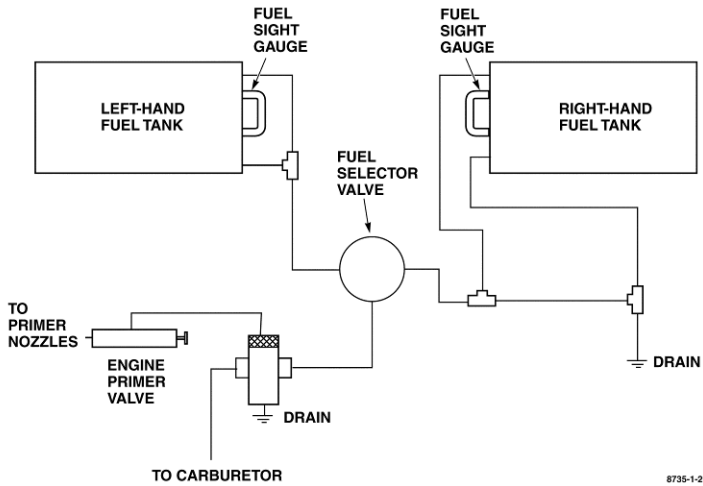 FUEL
SIGHT
GAUGE
FUEL
SIGHT
GAUGE
LEFT-HAND
FUEL TANK
RIGHT-HAND
FUEL TANK
FUEL
SELECTOR
VALVE
TO
PRIMER
NOZZLES
ENGINE
PRIMER
VALVE
DRAIN
DRAIN
TO CARBURETOR
8735-1-2